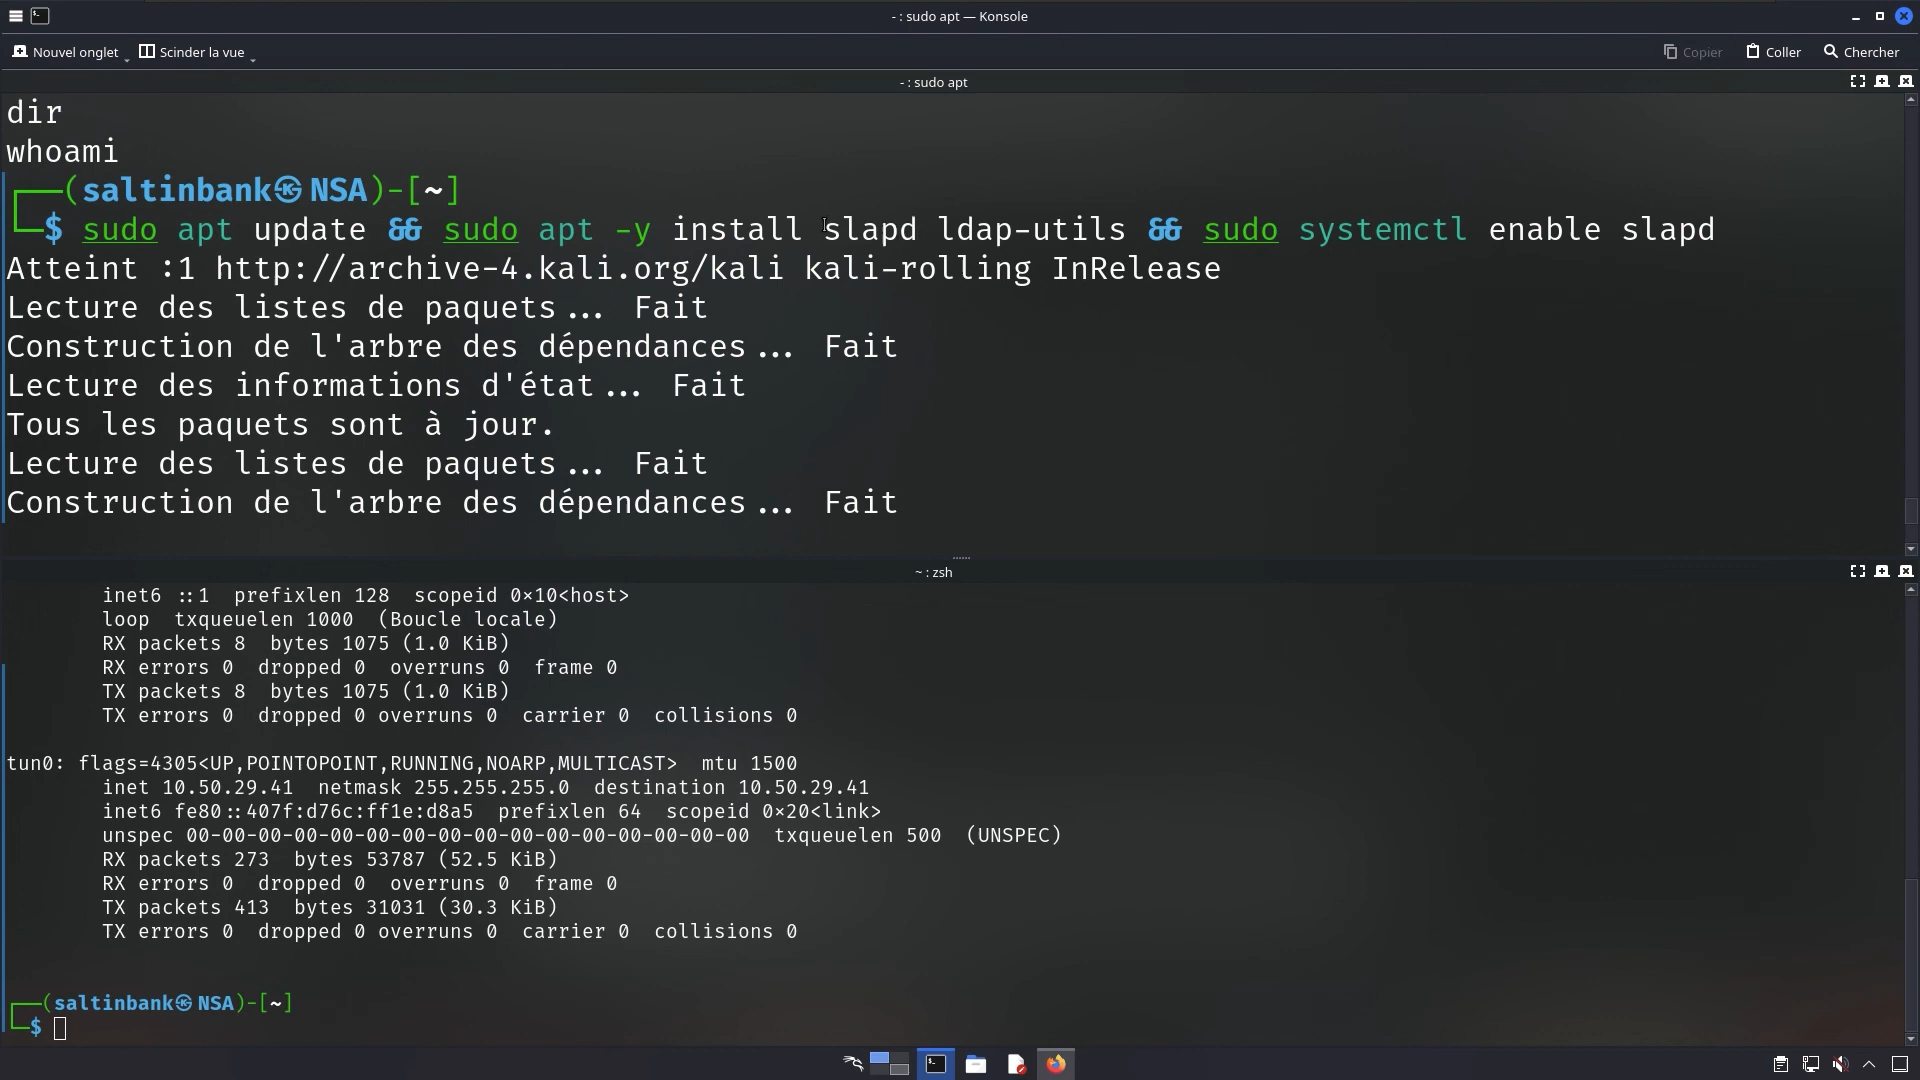 - : sudo apt — Konsole
Nouvel onglet Scinder la vue Copier Coller Chercher
- : sudo apt
dir
whoami
┌──(saltinbank㉿NSA)-[~]
└─$ sudo apt update && sudo apt -y install slapd ldap-utils && sudo systemctl enable slapd
Atteint :1 http://archive-4.kali.org/kali kali-rolling InRelease
Lecture des listes de paquets... Fait
Construction de l'arbre des dépendances... Fait
Lecture des informations d'état... Fait
Tous les paquets sont à jour.
Lecture des listes de paquets... Fait
Construction de l'arbre des dépendances... Fait
~ : zsh
inet6 ::1 prefixlen 128 scopeid 0x10<host>
loop txqueuelen 1000 (Boucle locale)
RX packets 8 bytes 1075 (1.0 KiB)
RX errors 0 dropped 0 overruns 0 frame 0
TX packets 8 bytes 1075 (1.0 KiB)
TX errors 0 dropped 0 overruns 0 carrier 0 collisions 0
tun0: flags=4305<UP,POINTOPOINT,RUNNING,NOARP,MULTICAST> mtu 1500
inet 10.50.29.41 netmask 255.255.255.0 destination 10.50.29.41
inet6 fe80::407f:d76c:ff1e:d8a5 prefixlen 64 scopeid 0x20<link>
unspec 00-00-00-00-00-00-00-00-00-00-00-00-00-00-00-00 txqueuelen 500 (UNSPEC)
RX packets 273 bytes 53787 (52.5 KiB)
RX errors 0 dropped 0 overruns 0 frame 0
TX packets 413 bytes 31031 (30.3 KiB)
TX errors 0 dropped 0 overruns 0 carrier 0 collisions 0
┌──(saltinbank㉿NSA)-[~]
└─$